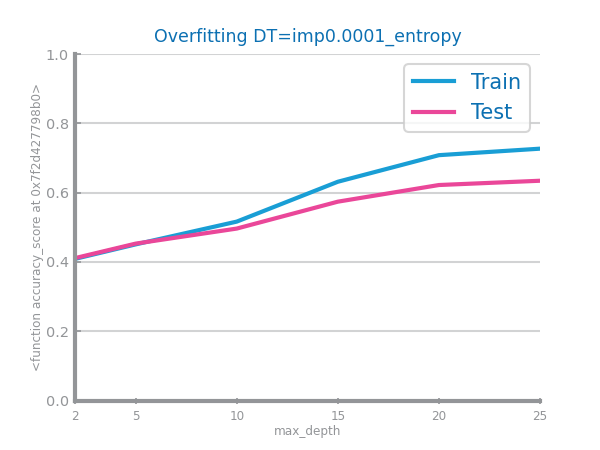 Overfitting DT=imp0.0001_entropy
<function accuracy_score at 0x7f2d427798b0>
1.0
0.8
0.6
0.4
0.2
0.0
Train
Test
2 5 10 15 20 25
max_depth